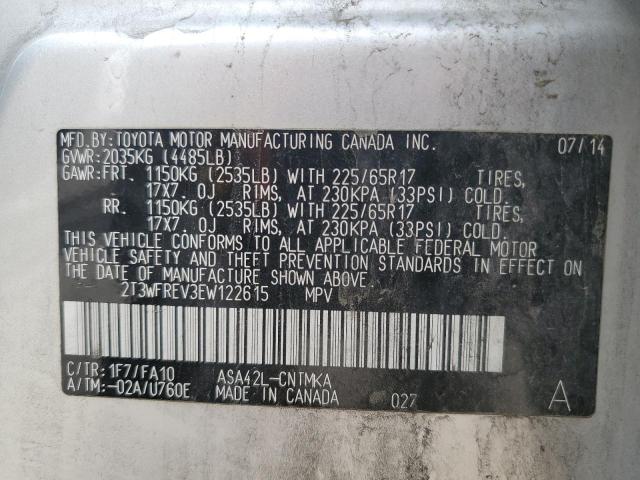 MFD.BY:TOYOTA MOTOR MANUFACTURING CANADA INC. 07/14
GVWR:2035KG (4485LB)
GAWR:FRT. 1150KG (2535LB) WITH 225/65R17 TIRES,
17X7.0J RIMS, AT 230KPA (33PSI) COLD.
RR. 1150KG (2535LB) WITH 225/65R17 TIRES,
17X7.0J RIMS, AT 230KPA (33PSI) COLD.
THIS VEHICLE CONFORMS TO ALL APPLICABLE FEDERAL MOTOR
VEHICLE SAFETY AND THEFT PREVENTION STANDARDS IN EFFECT ON
THE DATE OF MANUFACTURE SHOWN ABOVE.
2T3WFREV3EW122615 MPV
C/TR:1F7/FA10 ASA42L-CNTMKA
A/TM:-02A/U760E MADE IN CANADA 027 A